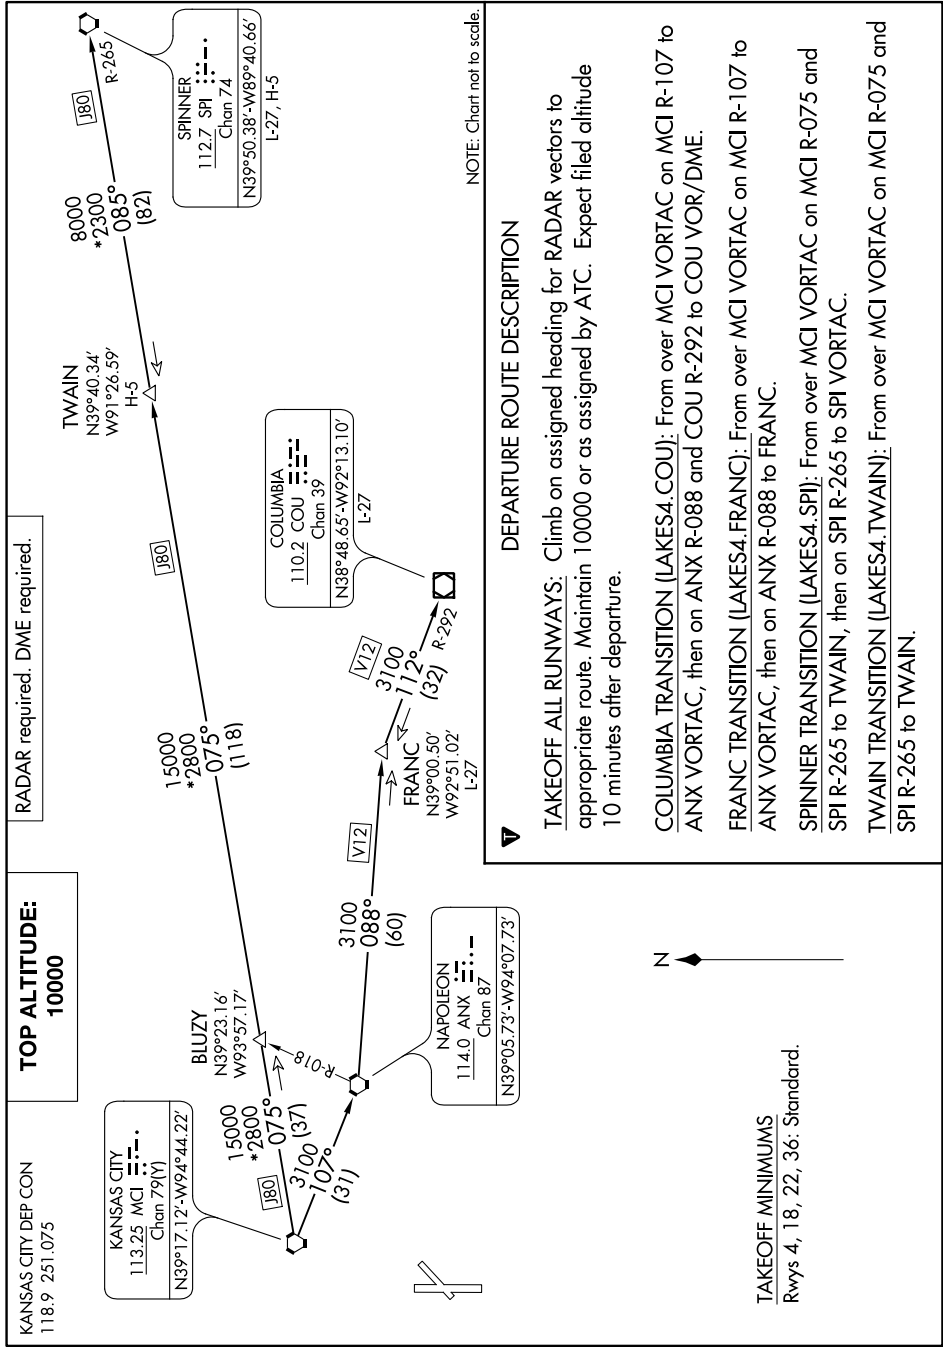 KANSAS CITY DEP CON
118.9 251.075
TOP ALTITUDE:
10000
RADAR required. DME required.
KANSAS CITY
113.25 MCI
Chan 79(Y)
N39°17.12'-W94°44.22'
J80
15000
*2800
075°
(37)
3100
107°
(31)
BLUZY
N39°23.16'
W93°57.17'
R-018
NAPOLEON
114.0 ANX
Chan 87
N39°05.73'-W94°07.73'
3100
088°
(60)
V12
FRANC
N39°00.50'
W92°51.02'
L-27
V12
3100
112°
(32)
R-292
COLUMBIA
110.2 COU
Chan 39
N38°48.65'-W92°13.10'
L-27
15000
*2800
075°
(118)
J80
TWAIN
N39°40.34'
W91°26.59'
H-5
8000
*2300
085°
(82)
J80
R-265
SPINNER
112.7 SPI
Chan 74
N39°50.38'-W89°40.66'
L-27, H-5
NOTE: Chart not to scale.
N
TAKEOFF MINIMUMS
Rwys 4, 18, 22, 36: Standard.
T
DEPARTURE ROUTE DESCRIPTION
TAKEOFF ALL RUNWAYS: Climb on assigned heading for RADAR vectors to
appropriate route. Maintain 10000 or as assigned by ATC. Expect filed altitude
10 minutes after departure.
COLUMBIA TRANSITION (LAKES4.COU): From over MCI VORTAC on MCI R-107 to
ANX VORTAC, then on ANX R-088 and COU R-292 to COU VOR/DME.
FRANC TRANSITION (LAKES4.FRANC): From over MCI VORTAC on MCI R-107 to
ANX VORTAC, then on ANX R-088 to FRANC.
SPINNER TRANSITION (LAKES4.SPI): From over MCI VORTAC on MCI R-075 and
SPI R-265 to TWAIN, then on SPI R-265 to SPI VORTAC.
TWAIN TRANSITION (LAKES4.TWAIN): From over MCI VORTAC on MCI R-075 and
SPI R-265 to TWAIN.